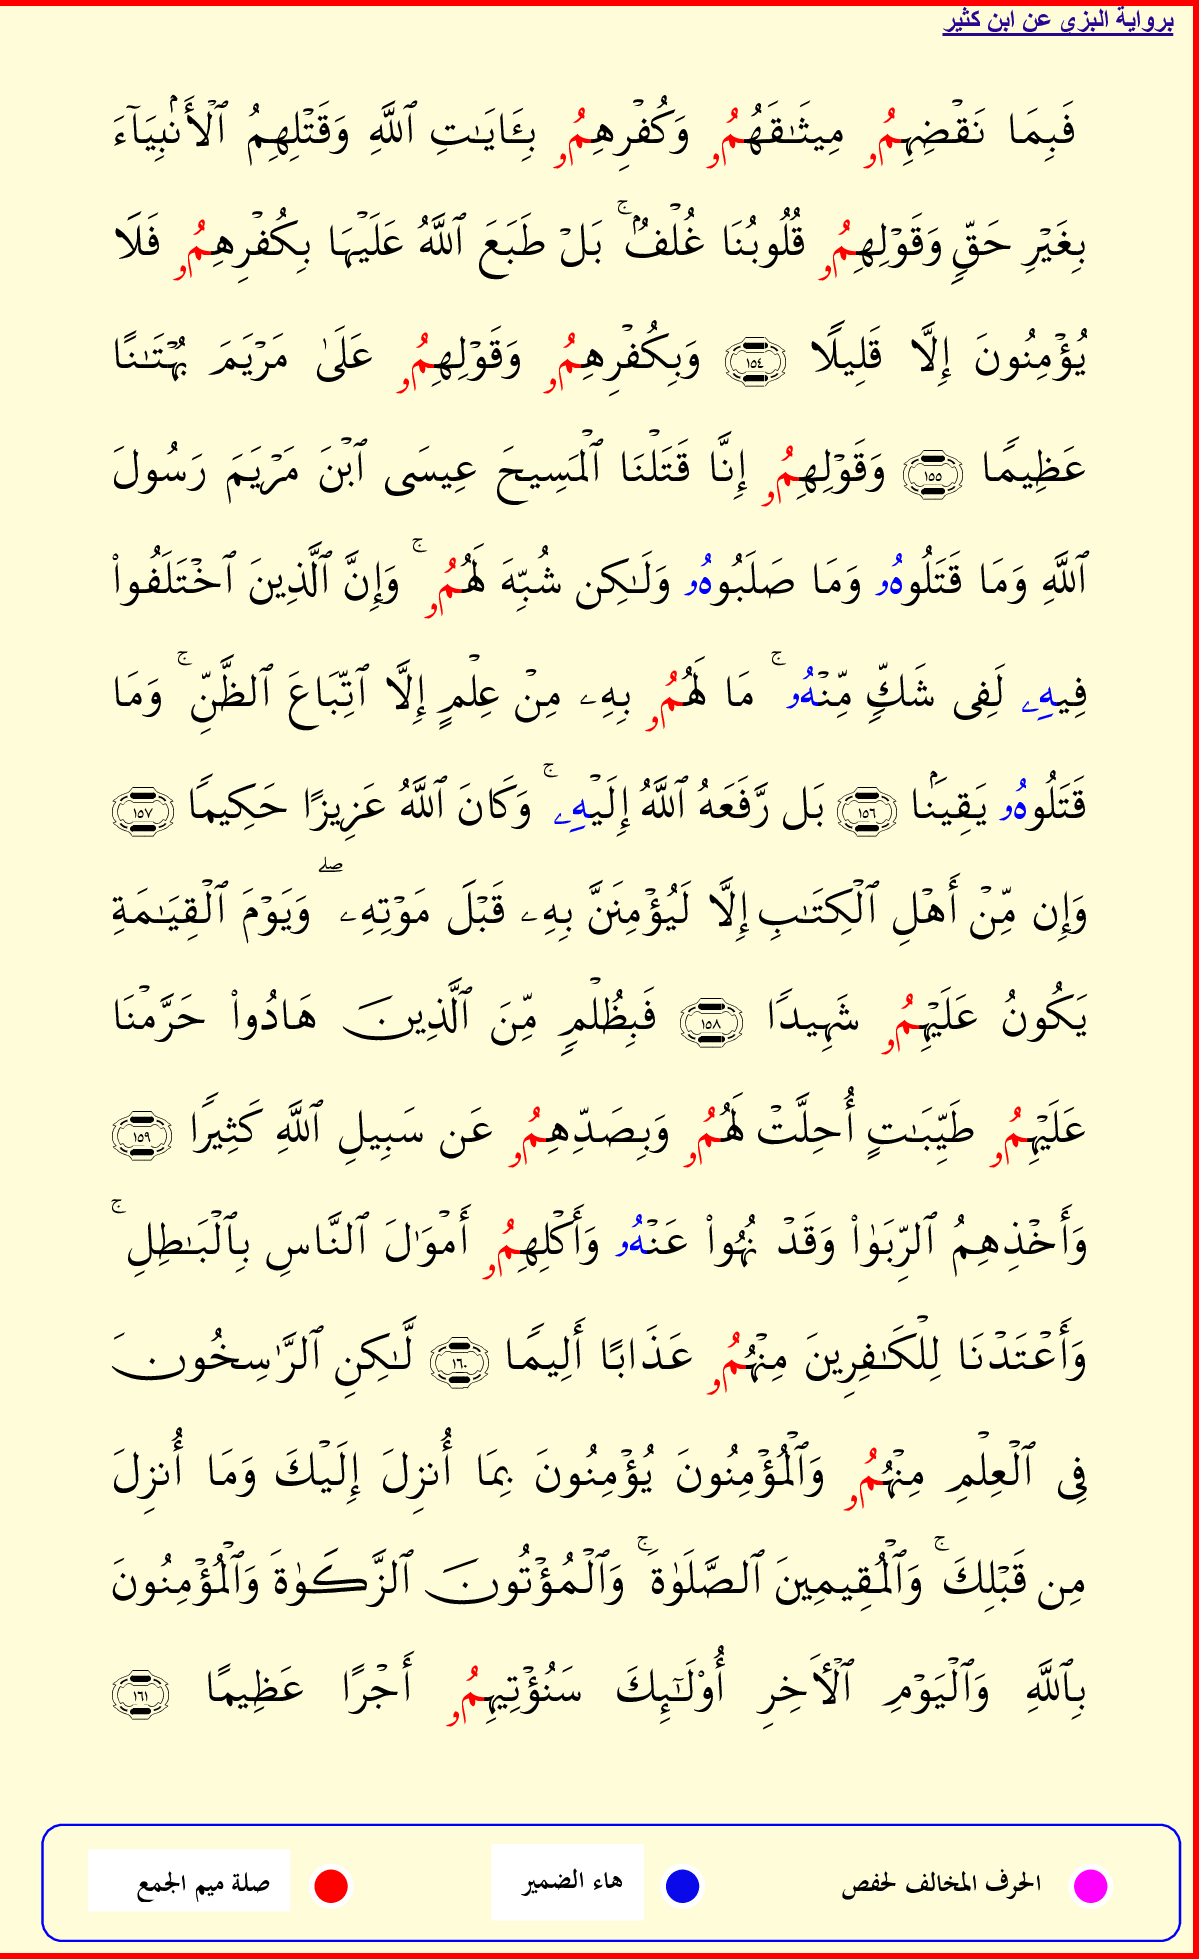 برواية البزى عن ابن كثير
فَبِمَا نَقۡضِهِمُۥ مِيثَـٰقَهُمُۥ وَكُفۡرِهِمُۥ بِـَٔايَـٰتِ ٱللَّهِ وَقَتۡلِهِمُ ٱلۡأَنۢبِيَآءَ
بِغَيۡرِ حَقࣲّ وَقَوۡلِهِمُۥ قُلُوبُنَا غُلۡفُۢ ۚ بَلۡ طَبَعَ ٱللَّهُ عَلَيۡهَا بِكُفۡرِهِمُۥ فَلَا
يُؤۡمِنُونَ إِلَّا قَلِيلࣰا ١٥٤ وَبِكُفۡرِهِمُۥ وَقَوۡلِهِمُۥ عَلَىٰ مَرۡيَمَ بُهۡتَـٰنًا
عَظِيمࣰا ١٥٥ وَقَوۡلِهِمُۥ إِنَّا قَتَلۡنَا ٱلۡمَسِيحَ عِيسَى ٱبۡنَ مَرۡيَمَ رَسُولَ
ٱللَّهِ وَمَا قَتَلُوهُۥ وَمَا صَلَبُوهُۥ وَلَـٰكِن شُبِّهَ لَهُمُۥ ۚ وَإِنَّ ٱلَّذِينَ ٱخۡتَلَفُوا۟
فِيهِۦ لَفِى شَكࣲّ مِّنۡهُۥ ۚ مَا لَهُمُۥ بِهِۦ مِنۡ عِلۡمٍ إِلَّا ٱتِّبَاعَ ٱلظَّنِّ ۚ وَمَا
قَتَلُوهُۥ يَقِينَۢا ١٥٦ بَل رَّفَعَهُ ٱللَّهُ إِلَيۡهِۦ ۚ وَكَانَ ٱللَّهُ عَزِيزًا حَكِيمࣰا ١٥٧
وَإِن مِّنۡ أَهۡلِ ٱلۡكِتَـٰبِ إِلَّا لَيُؤۡمِنَنَّ بِهِۦ قَبۡلَ مَوۡتِهِۦ ۖ وَيَوۡمَ ٱلۡقِيَـٰمَةِ
يَكُونُ عَلَيۡهِمُۥ شَهِيدࣰا ١٥٨ فَبِظُلۡمࣲ مِّنَ ٱلَّذِينَ هَادُوا۟ حَرَّمۡنَا
عَلَيۡهِمُۥ طَيِّبَـٰتٍ أُحِلَّتۡ لَهُمُۥ وَبِصَدِّهِمُۥ عَن سَبِيلِ ٱللَّهِ كَثِيرࣰا ١٥٩
وَأَخۡذِهِمُ ٱلرِّبَوٰا۟ وَقَدۡ نُهُوا۟ عَنۡهُۥ وَأَكۡلِهِمُۥ أَمۡوَٰلَ ٱلنَّاسِ بِٱلۡبَـٰطِلِ ۚ
وَأَعۡتَدۡنَا لِلۡكَـٰفِرِينَ مِنۡهُمُۥ عَذَابًا أَلِيمࣰا ١٦٠ لَّـٰكِنِ ٱلرَّٰسِخُونَ
فِى ٱلۡعِلۡمِ مِنۡهُمُۥ وَٱلۡمُؤۡمِنُونَ يُؤۡمِنُونَ بِمَا أُنزِلَ إِلَيۡكَ وَمَا أُنزِلَ
مِن قَبۡلِكَ ۚ وَٱلۡمُقِيمِينَ ٱلصَّلَوٰةَ ۚ وَٱلۡمُؤۡتُونَ ٱلزَّكَوٰةَ وَٱلۡمُؤۡمِنُونَ
بِٱللَّهِ وَٱلۡيَوۡمِ ٱلۡأَخِرِ أُو۟لَـٰٓئِكَ سَنُؤۡتِيهِمُۥ أَجۡرًا عَظِيمًا ١٦١
الحرف المخالف لحفص هاء الضمير صلة ميم الجمع